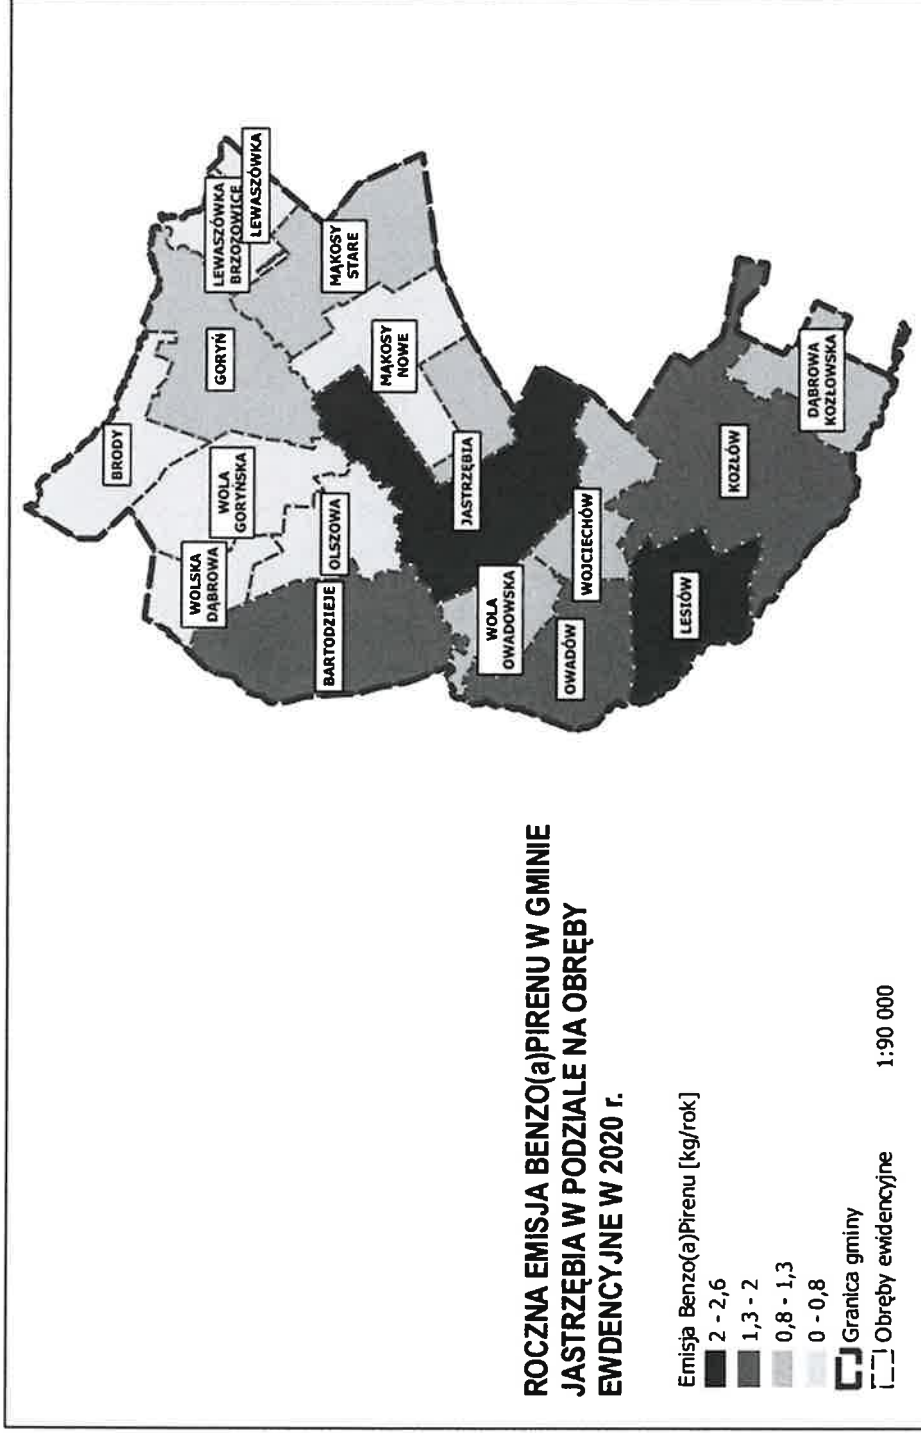 ROCZNA EMISJA BENZO(a)PIRENU W GMINIE
JASTRZĘBIA W PODZIALE NA OBRĘBY
EWDENCYJNE W 2020 r.
Emisja Benzo(a)Pirenu [kg/rok]
2 - 2,6
1,3 - 2
0,8 - 1,3
0 - 0,8
Granica gminy
Obręby ewidencyjne
1:90 000
BRODY
WOLSKA
DĄBROWA
WOLA
GORYŃSKA
GORYŃ
LEWASZÓWKA
BRZOZOWICE
LEWASZÓWKA
BARTODZIEJE
OLSZOWA
MĄKOSY
NOWE
MĄKOSY
STARE
JASTRZĘBIA
WOLA
OWADOWSKA
OWADÓW
WOJCIECHÓW
LESIÓW
KOZŁÓW
DĄBROWA
KOZŁOWSKA